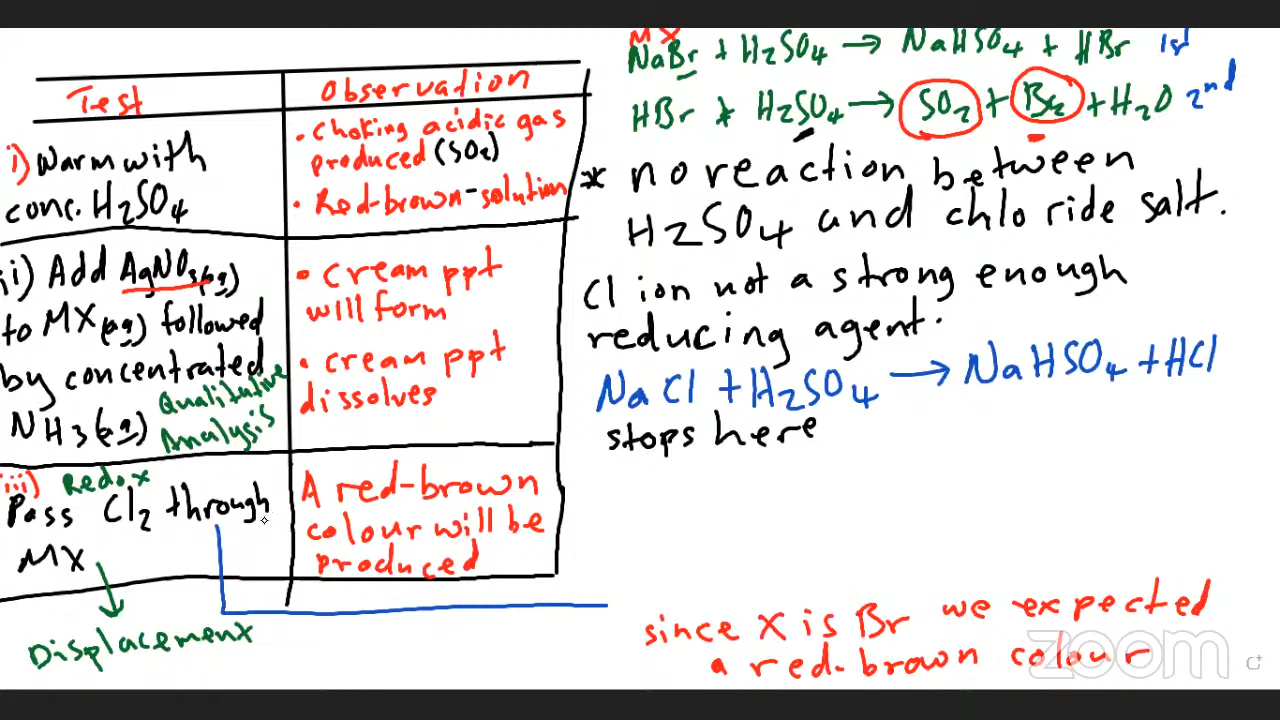 Test
Observation
i) Warm with
conc. H2SO4
• Choking acidic gas
produced (SO2)
• Red-brown-solution
ii) Add AgNO3(aq)
to MX(aq) followed
by concentrated
NH3(aq)
Qualitative
Analysis
• cream ppt
will form
• cream ppt
dissolves
iii) Redox
Pass Cl2 through
MX
Displacement
A red-brown
colour will be
produced
MX
NaBr + H2SO4 → NaHSO4 + HBr 1st
HBr + H2SO4 → SO2 + Br2 + H2O 2nd
* no reaction between
H2SO4 and chloride salt.
Cl ion not a strong enough
reducing agent.
NaCl + H2SO4 → NaHSO4 + HCl
stops here
since X is Br we expected
a red-brown colour
zoom